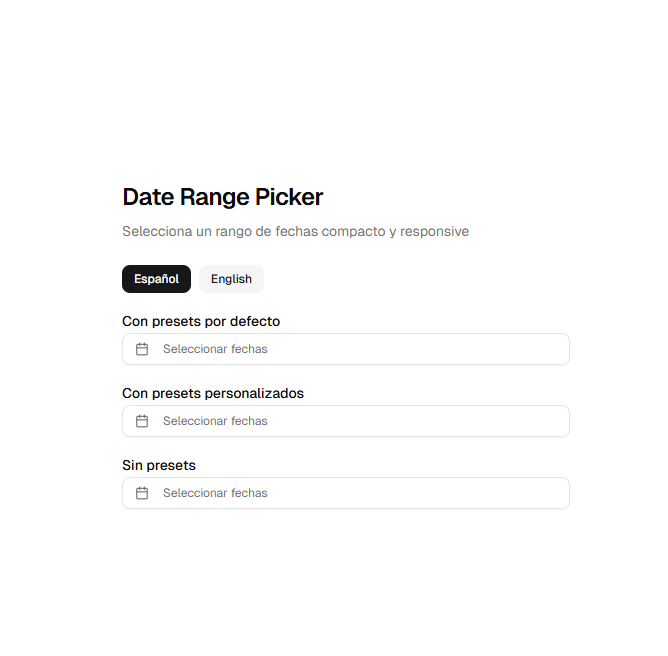 Date Range Picker
Selecciona un rango de fechas compacto y responsive
Español English
Con presets por defecto
Seleccionar fechas
Con presets personalizados
Seleccionar fechas
Sin presets
Seleccionar fechas